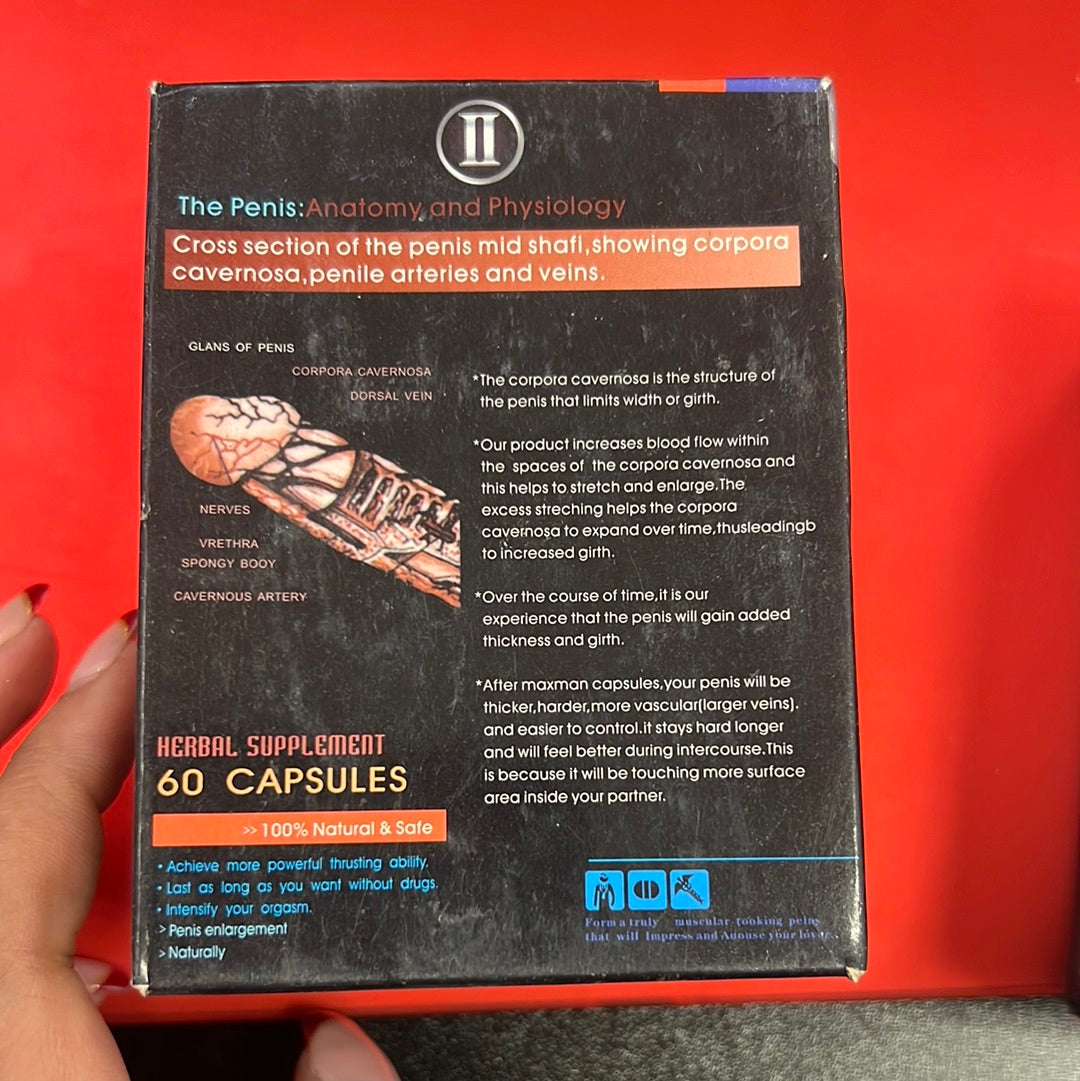 II
The Penis:Anatomy and Physiology
Cross section of the penis mid shafi,showing corpora
cavernosa,penile arteries and veins.
GLANS OF PENIS
CORPORA CAVERNOSA
DORSAL VEIN
NERVES
VRETHRA
SPONGY BOOY
CAVERNOUS ARTERY
*The corpora cavernosa is the structure of
the penis that limits width or girth.
*Our product increases blood flow within
the spaces of the corpora cavernosa and
this helps to stretch and enlarge.The
excess streching helps the corpora
cavernosa to expand over time,thusleadingb
to increased girth.
*Over the course of time,it is our
experience that the penis will gain added
thickness and girth.
*After maxman capsules,your penis will be
thicker,harder,more vascular(larger veins).
and easier to control.it stays hard longer
and will feel better during intercourse.This
is because it will be touching more surface
area inside your partner.
HERBAL SUPPLEMENT
60 CAPSULES
>> 100% Natural & Safe
• Achieve more powerful thrusting ability.
• Last as long as you want without drugs.
• Intensify your orgasm.
> Penis enlargement
> Naturally
Form a truly muscular-tooking
that will Impress and your